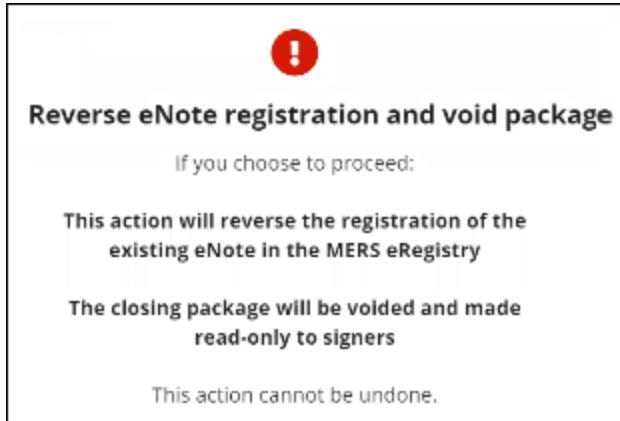 Reverse eNote registration and void package
If you choose to proceed:
This action will reverse the registration of the
existing eNote in the MERS eRegistry
The closing package will be voided and made
read-only to signers
This action cannot be undone.